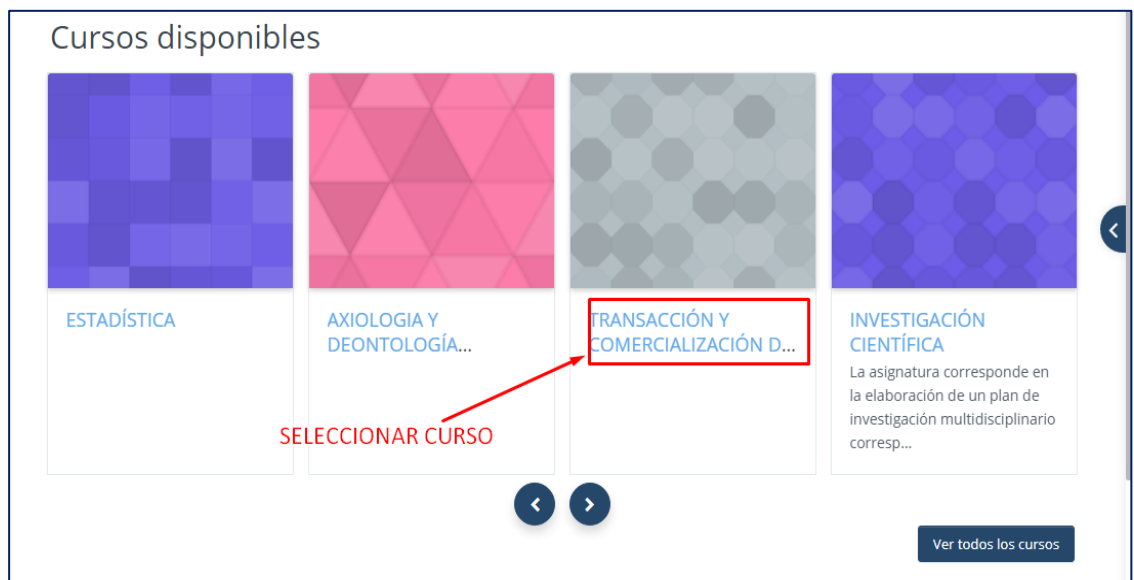 Cursos disponibles
ESTADÍSTICA
AXIOLOGIA Y
DEONTOLOGÍA...
TRANSACCIÓN Y
COMERCIALIZACIÓN D...
INVESTIGACIÓN
CIENTÍFICA
La asignatura corresponde en
la elaboración de un plan de
investigación multidisciplinario
corresp...
SELECCIONAR CURSO
Ver todos los cursos